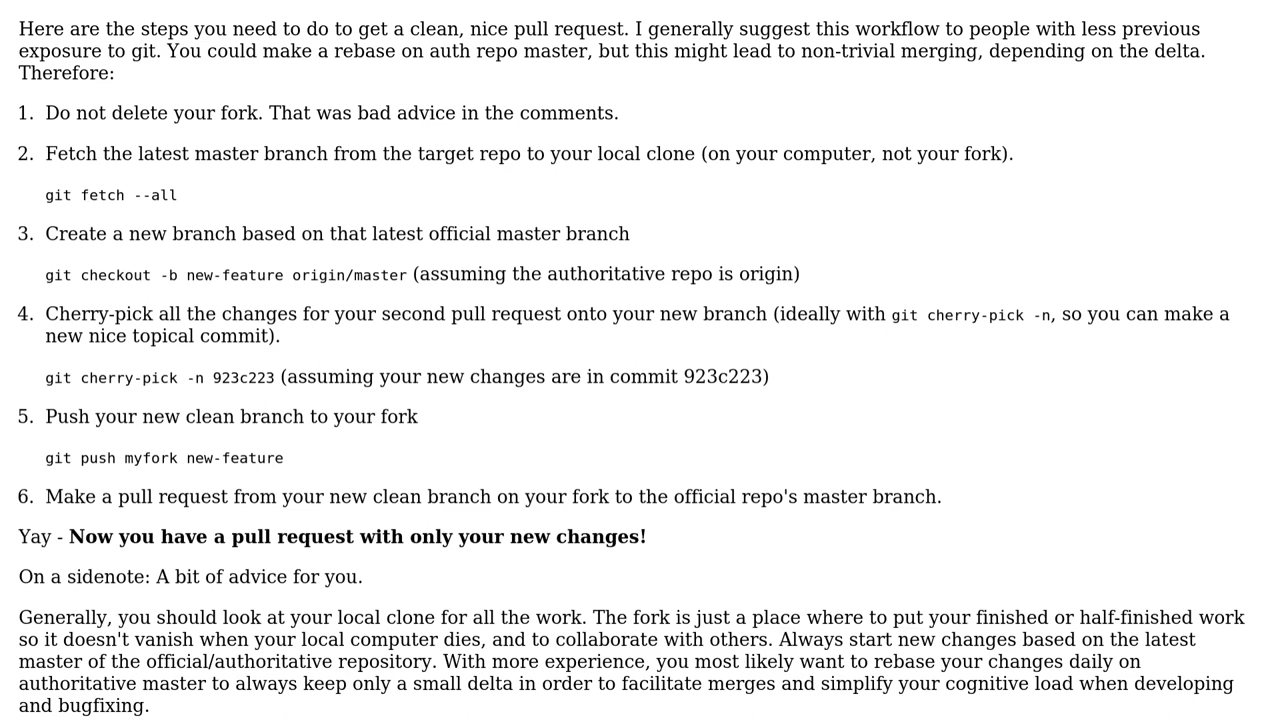 Here are the steps you need to do to get a clean, nice pull request. I generally suggest this workflow to people with less previous
exposure to git. You could make a rebase on auth repo master, but this might lead to non-trivial merging, depending on the delta.
Therefore:
1. Do not delete your fork. That was bad advice in the comments.
2. Fetch the latest master branch from the target repo to your local clone (on your computer, not your fork).
git fetch --all
3. Create a new branch based on that latest official master branch
git checkout -b new-feature origin/master (assuming the authoritative repo is origin)
4. Cherry-pick all the changes for your second pull request onto your new branch (ideally with git cherry-pick -n, so you can make a
new nice topical commit).
git cherry-pick -n 923c223 (assuming your new changes are in commit 923c223)
5. Push your new clean branch to your fork
git push myfork new-feature
6. Make a pull request from your new clean branch on your fork to the official repo's master branch.
Yay - Now you have a pull request with only your new changes!
On a sidenote: A bit of advice for you.
Generally, you should look at your local clone for all the work. The fork is just a place where to put your finished or half-finished work
so it doesn't vanish when your local computer dies, and to collaborate with others. Always start new changes based on the latest
master of the official/authoritative repository. With more experience, you most likely want to rebase your changes daily on
authoritative master to always keep only a small delta in order to facilitate merges and simplify your cognitive load when developing
and bugfixing.